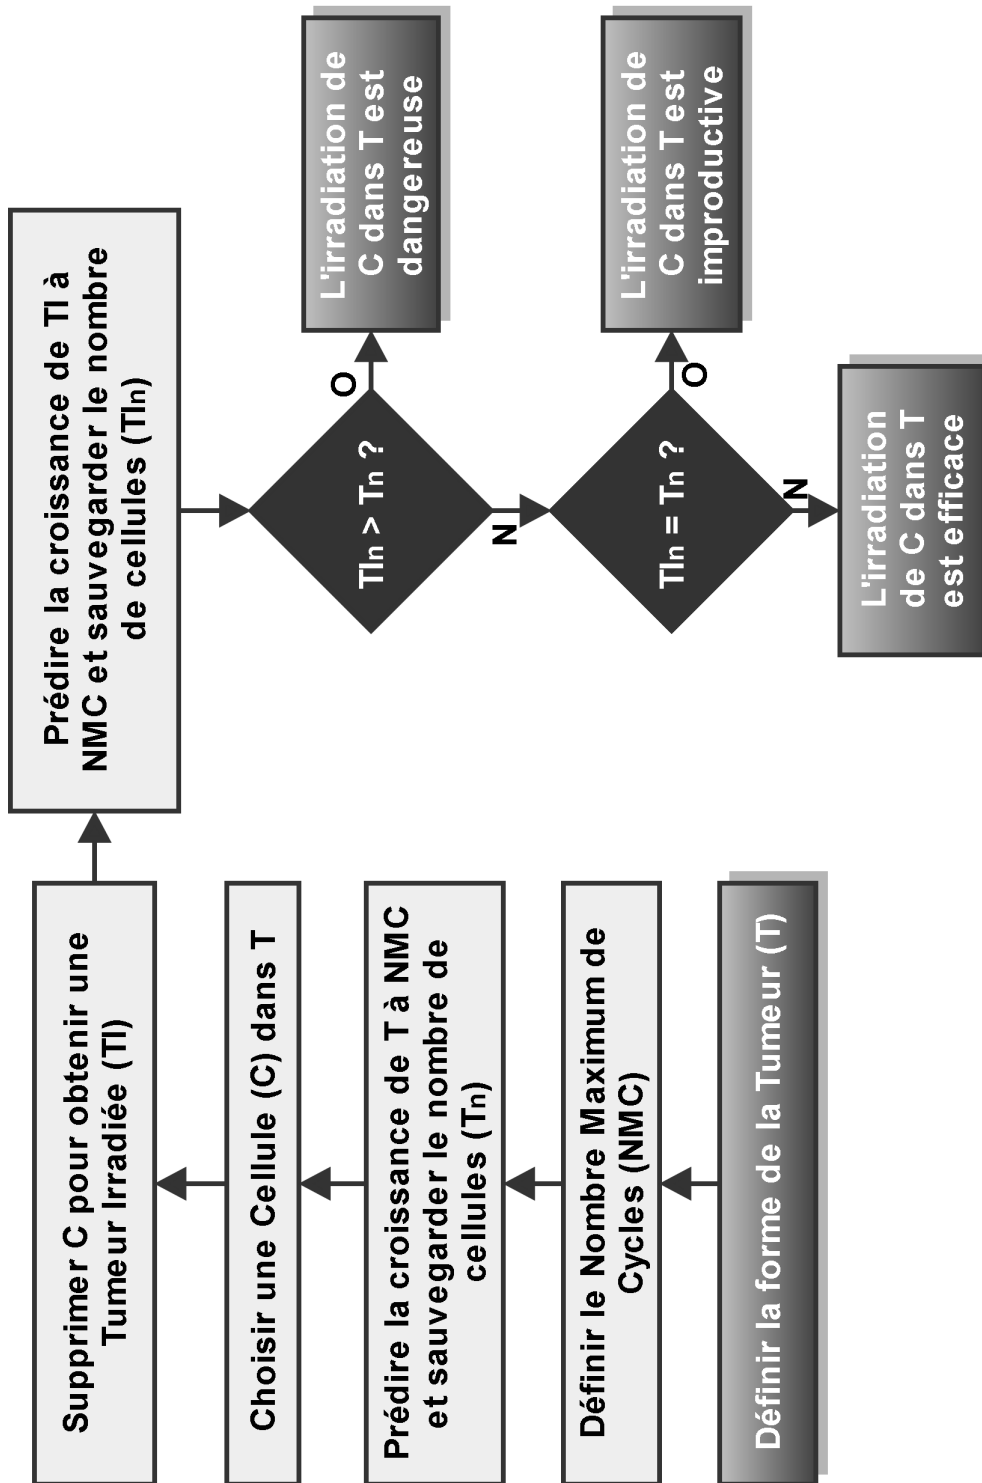 Définir la forme de la Tumeur (T)
Définir le Nombre Maximum de
Cycles (NMC)
Prédire la croissance de T à NMC
et sauvegarder le nombre de
cellules (Tn)
Choisir une Cellule (C) dans T
Supprimer C pour obtenir une
Tumeur Irradiée (TI)
Prédire la croissance de TI à
NMC et sauvegarder le nombre
de cellules (TIn)
TIn > Tn ?
O
L'irradiation de
C dans T est
dangereuse
N
TIn = Tn ?
O
L'irradiation de
C dans T est
improductive
N
L'irradiation
de C dans T
est efficace